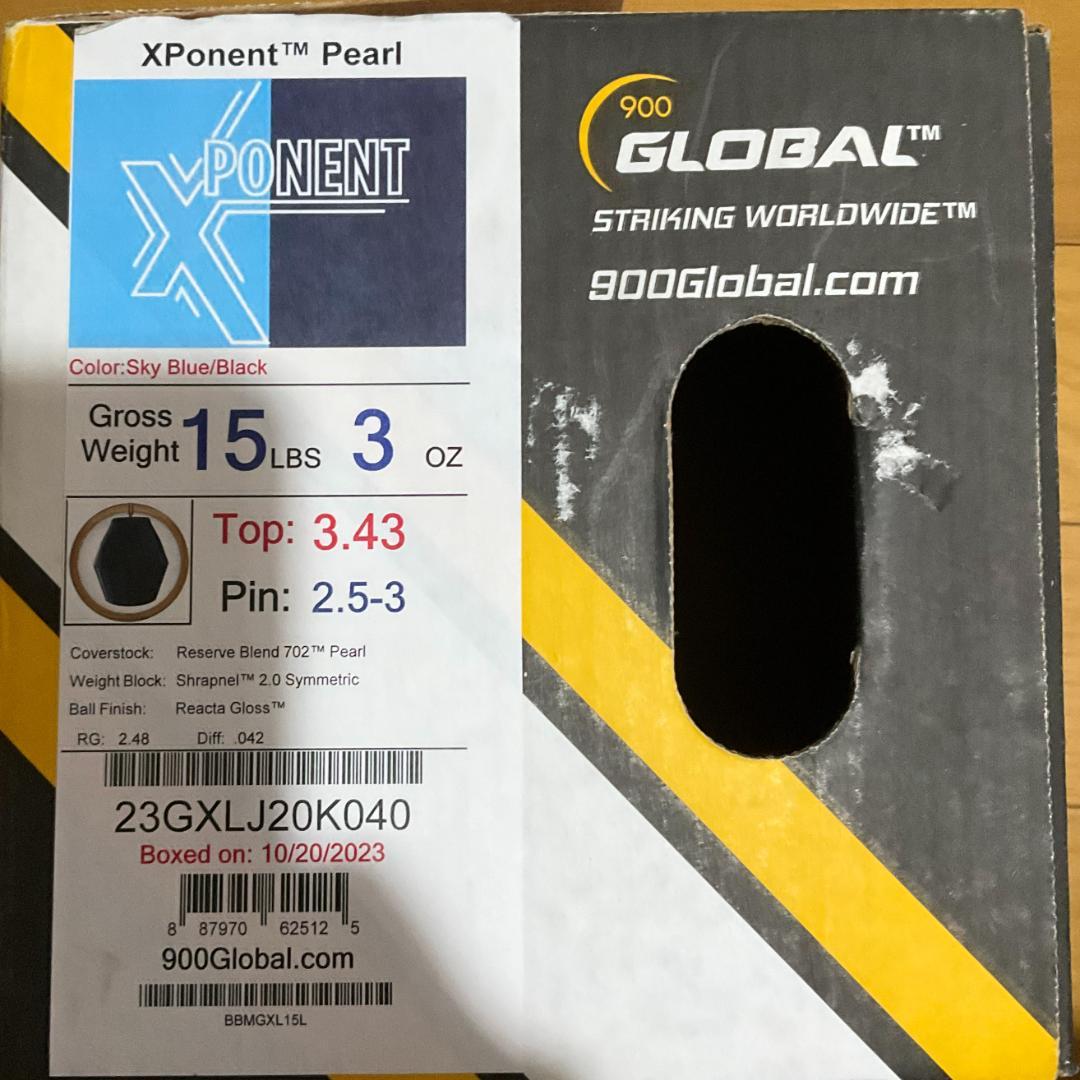 XPonent™ Pearl
XPONENT
Color:Sky Blue/Black
Gross Weight 15 LBS 3 OZ
Top: 3.43
Pin: 2.5-3
Coverstock: Reserve Blend 702™ Pearl
Weight Block: Shrapnel™ 2.0 Symmetric
Ball Finish: Reacta Gloss™
RG: 2.48 Diff: .042
23GXLJ20K040
Boxed on: 10/20/2023
8 87970 62512 5
900Global.com
BBMGXL15L
900
GLOBAL™
STRIKING WORLDWIDE™
900Global.com